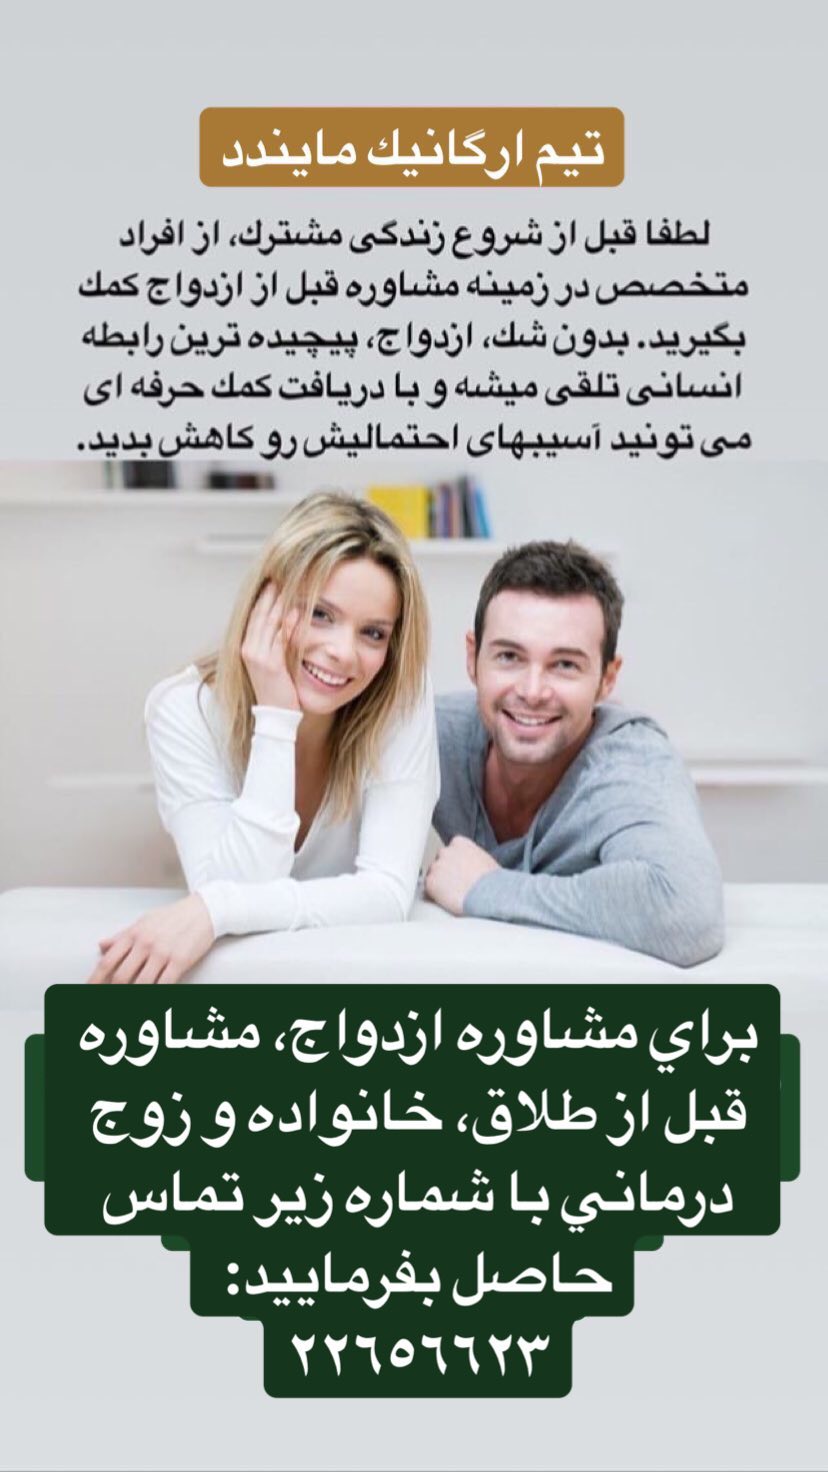 تیم ارگانیك مایندد
لطفا قبل از شروع زندگی مشترك، از افراد
متخصص در زمینه مشاوره قبل از ازدواج كمك
بگیرید. بدون شك، ازدواج، پیچیده ترین رابطه
انسانی تلقی میشه و با دریافت كمك حرفه ای
می تونید آسیبهای احتمالیش رو كاهش بدید.
براي مشاوره ازدواج، مشاوره
قبل از طلاق، خانواده و زوج
درماني با شماره زیر تماس
حاصل بفرمایید:
٢٢٦٥٦٦٢٣